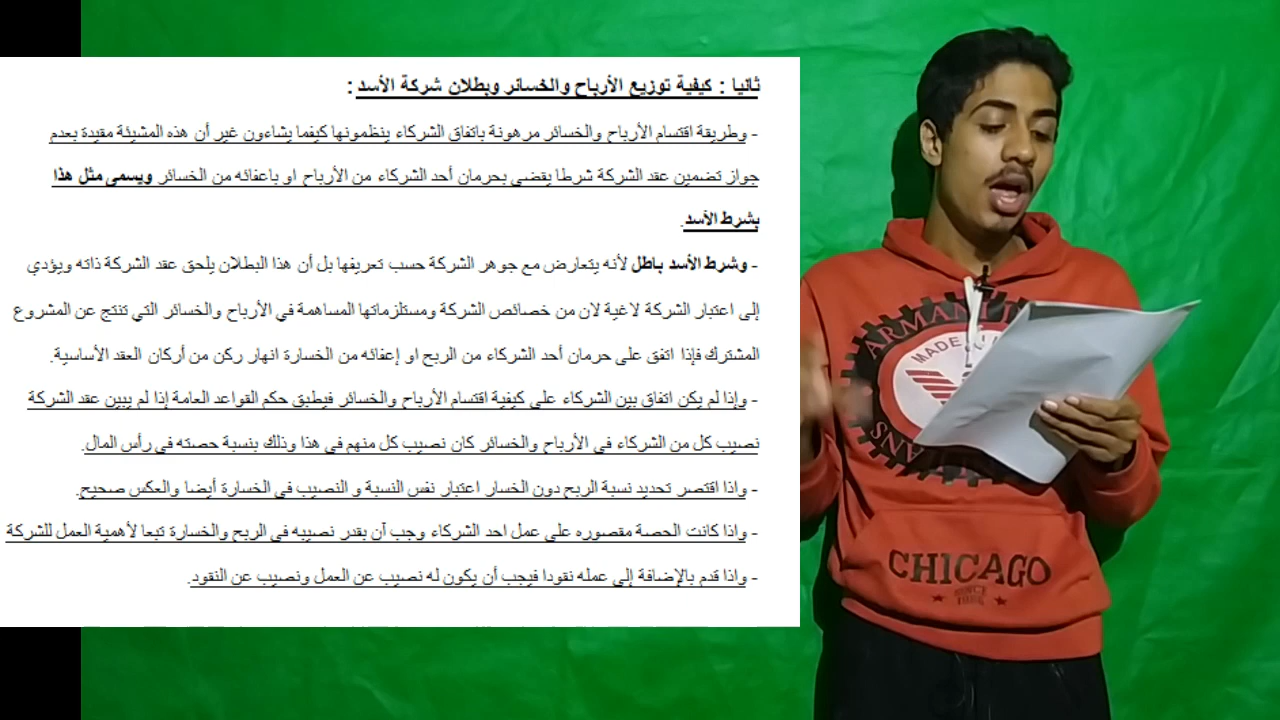 ثانيا : كيفية توزيع الأرباح والخسائر وبطلان شركة الأسد :
- وطريقة اقتسام الأرباح والخسائر مرهونة باتفاق الشركاء ينظمونها كيفما يشاءون غير أن هذه المشيئة مقيدة بعدم
جواز تضمين عقد الشركة شرطا يقضي بحرمان أحد الشركاء من الأرباح او باعفائه من الخسائر ويسمى مثل هذا
بشرط الأسد.
- وشرط الأسد باطل لأنه يتعارض مع جوهر الشركة حسب تعريفها بل أن هذا البطلان يلحق عقد الشركة ذاته ويؤدي
إلى اعتبار الشركة لاغية لان من خصائص الشركة ومستلزماتها المساهمة في الأرباح والخسائر التي تنتج عن المشروع
المشترك فإذا اتفق على حرمان أحد الشركاء من الربح او إعفائه من الخسارة انهار ركن من أركان العقد الأساسية.
- وإذا لم يكن اتفاق بين الشركاء على كيفية اقتسام الأرباح والخسائر فيطبق حكم القواعد العامة إذا لم يبين عقد الشركة
نصيب كل من الشركاء في الأرباح والخسائر كان نصيب كل منهم في هذا وذلك بنسبة حصته في رأس المال.
- واذا اقتصر تحديد نسبة الربح دون الخسار اعتبار نفس النسبة و النصيب في الخسارة أيضا والعكس صحيح.
- واذا كانت الحصة مقصوره على عمل احد الشركاء وجب آن يقدر نصيبه في الربح والخسارة تبعا لأهمية العمل للشركة
- واذا قدم بالإضافة إلى عمله نقودا فيجب أن يكون له نصيب عن العمل ونصيب عن النقود.
ARMANI
MADE
CHICAGO
SINCE